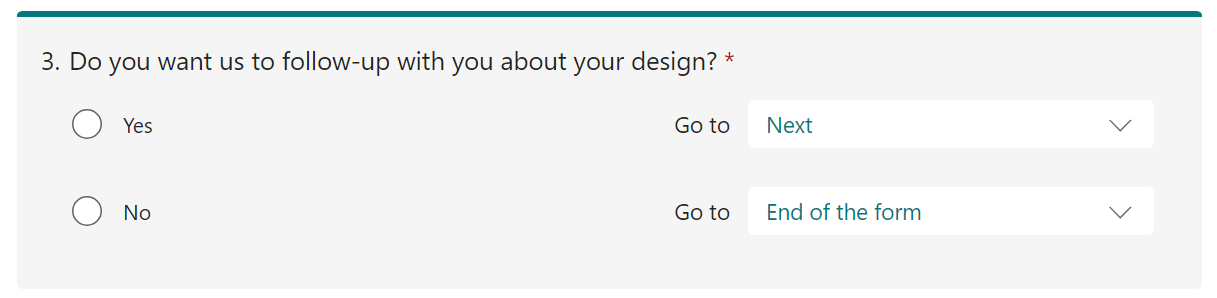 3. Do you want us to follow-up with you about your design? *
Yes Go to Next
No Go to End of the form